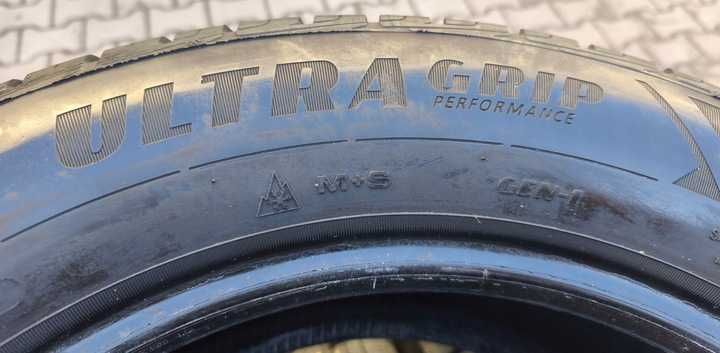 ULTRA GRIP
PERFORMANCE
M+S GEN-1